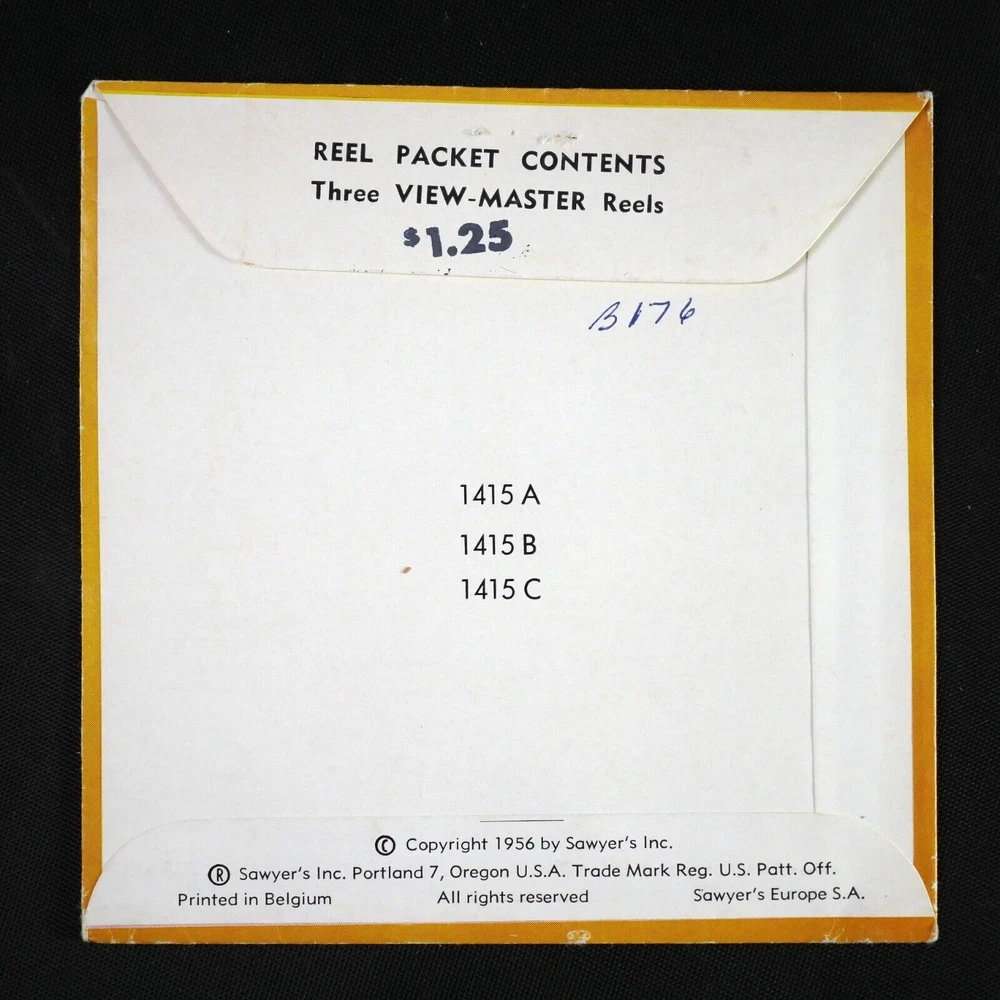 REEL PACKET CONTENTS
Three VIEW-MASTER Reels
$1.25
B176
1415 A
1415 B
1415 C
© Copyright 1956 by Sawyer's Inc.
® Sawyer's Inc. Portland 7, Oregon U.S.A. Trade Mark Reg. U.S. Patt. Off.
Printed in Belgium All rights reserved Sawyer's Europe S.A.